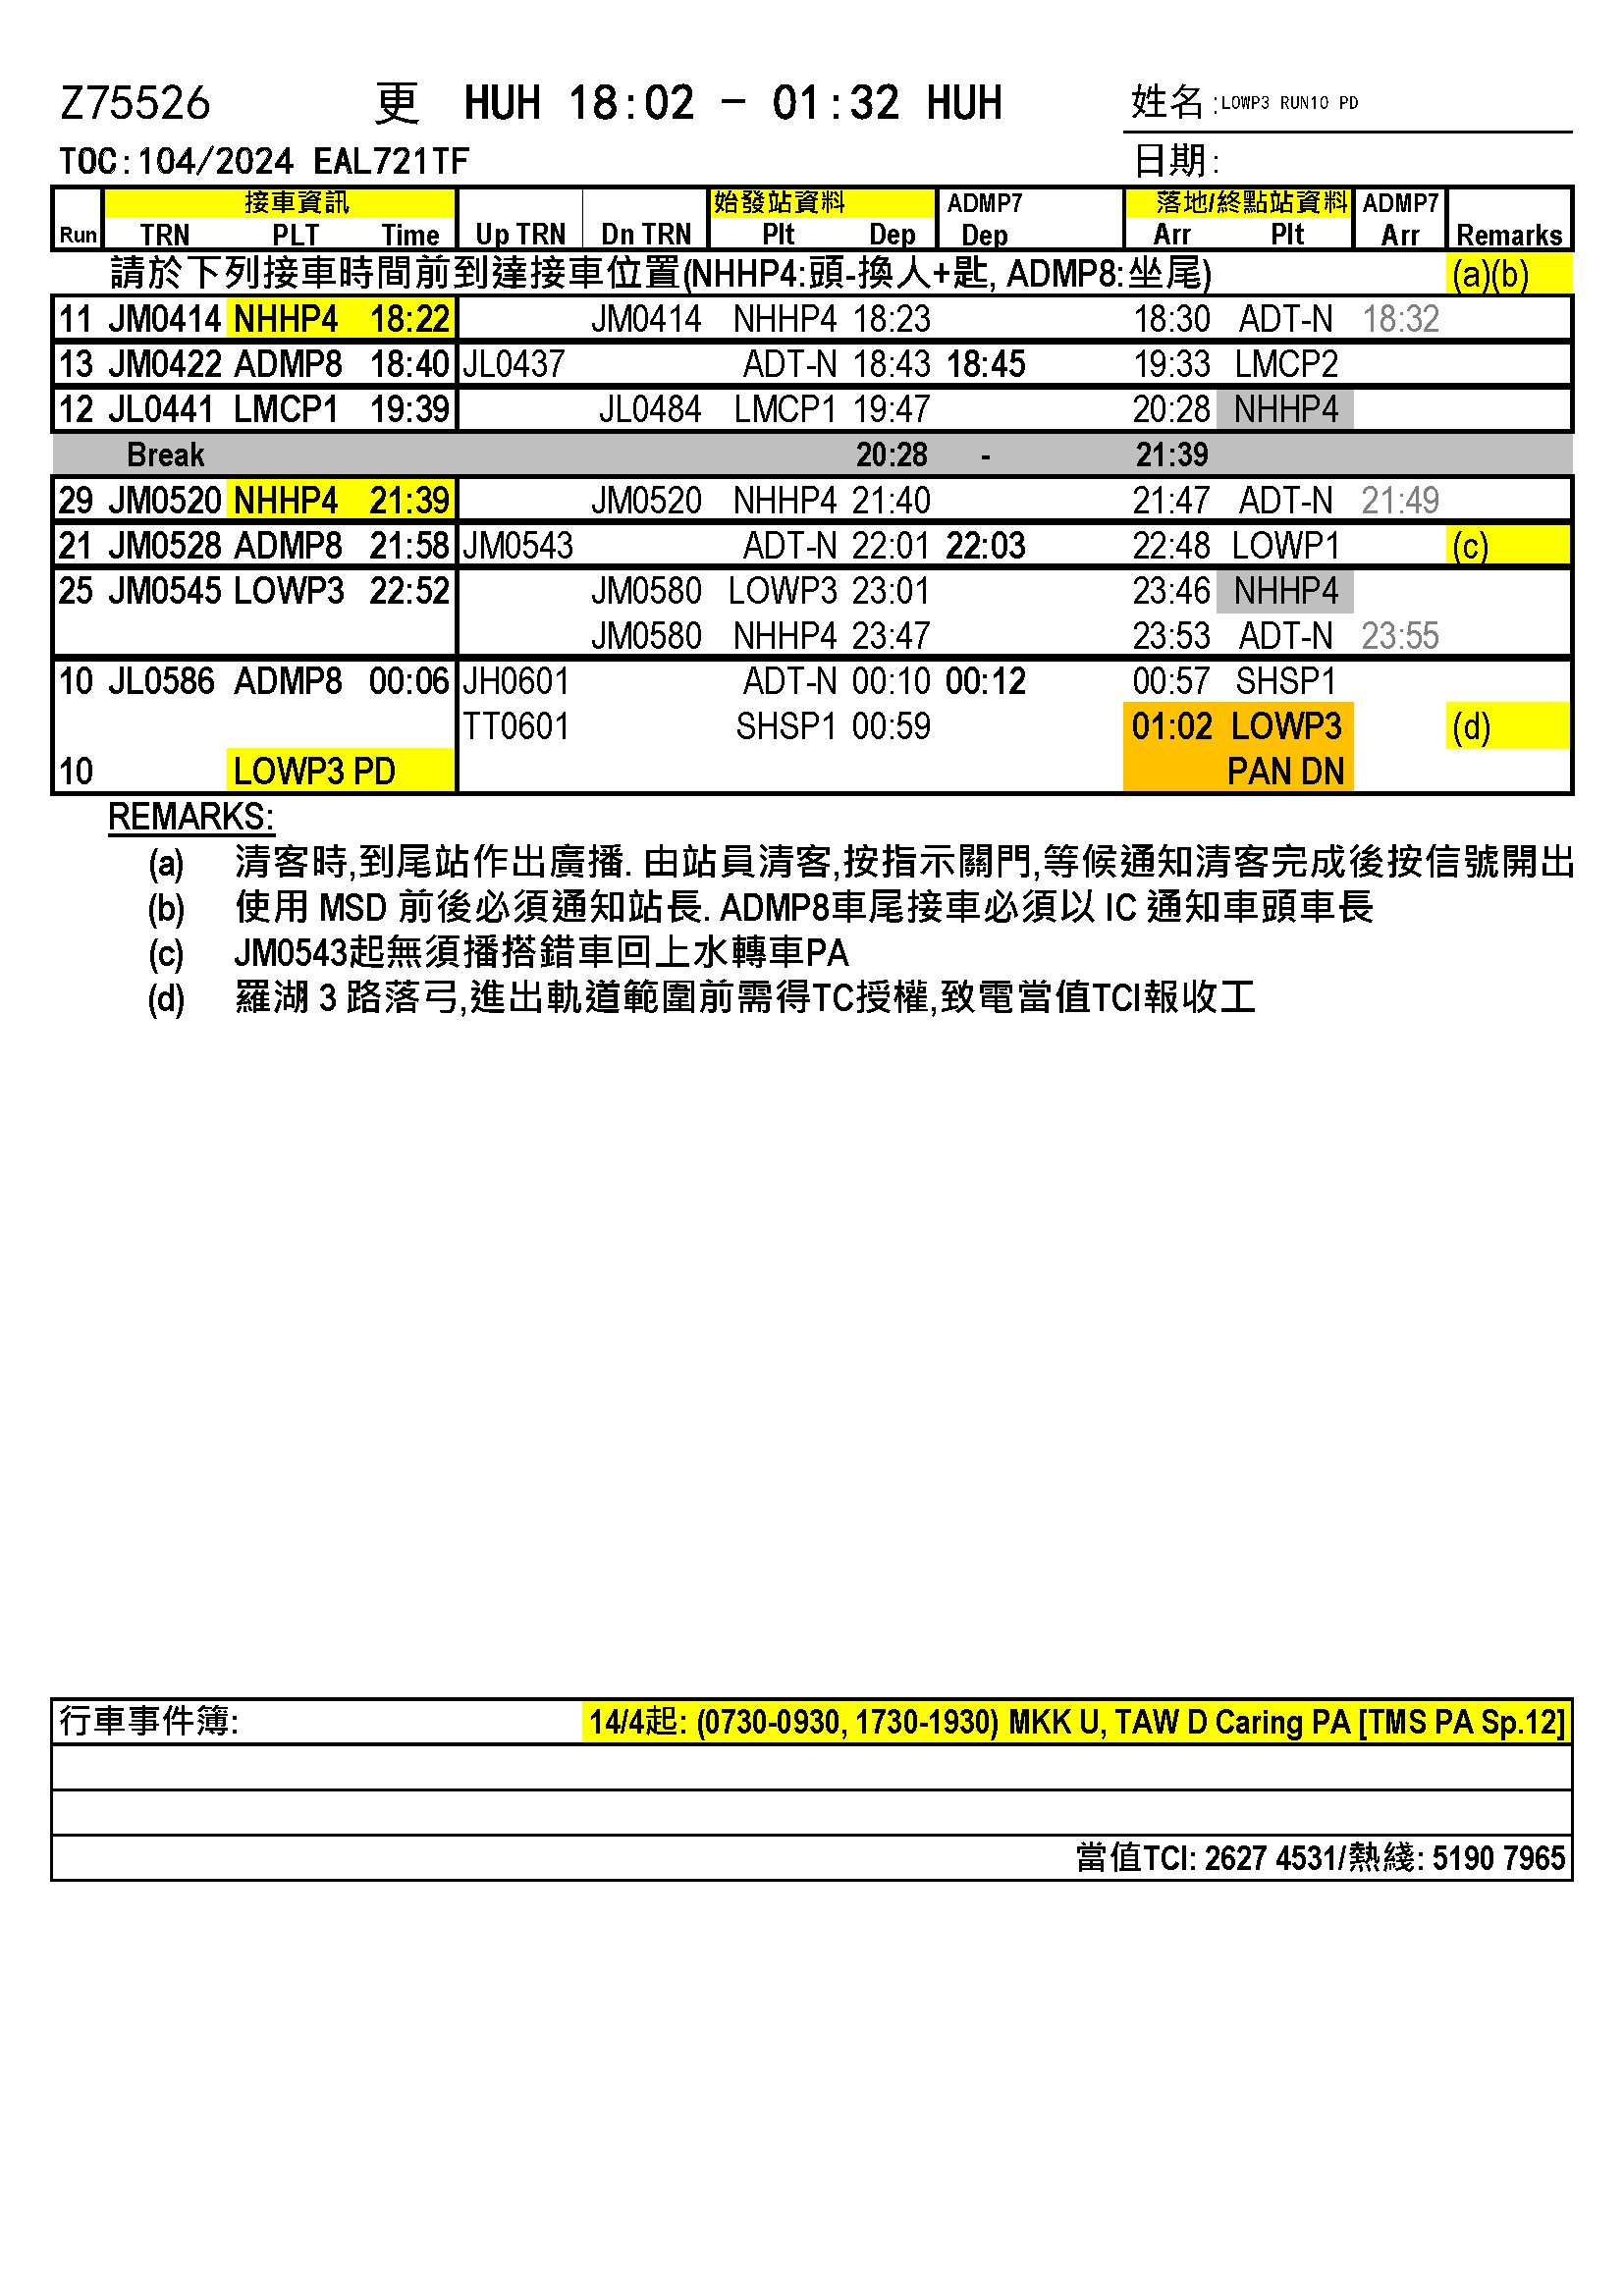 Z75526 更 HUH 18:02 - 01:32 HUH 姓名:LOWP3 RUN10 PD
TOC:104/2024 EAL721TF 日期:
接車資訊 始發站資料 ADMP7 落地/終點站資料 ADMP7
Run TRN PLT Time Up TRN Dn TRN Plt Dep Dep Arr Plt Arr Remarks
請於下列接車時間前到達接車位置(NHHP4:頭-換人+匙, ADMP8:坐尾) (a)(b)
11 JM0414 NHHP4 18:22 JM0414 NHHP4 18:23 18:30 ADT-N 18:32
13 JM0422 ADMP8 18:40 JL0437 ADT-N 18:43 18:45 19:33 LMCP2
12 JL0441 LMCP1 19:39 JL0484 LMCP1 19:47 20:28 NHHP4
Break 20:28 - 21:39
29 JM0520 NHHP4 21:39 JM0520 NHHP4 21:40 21:47 ADT-N 21:49
21 JM0528 ADMP8 21:58 JM0543 ADT-N 22:01 22:03 22:48 LOWP1 (c)
25 JM0545 LOWP3 22:52 JM0580 LOWP3 23:01 23:46 NHHP4
JM0580 NHHP4 23:47 23:53 ADT-N 23:55
10 JL0586 ADMP8 00:06 JH0601 ADT-N 00:10 00:12 00:57 SHSP1
TT0601 SHSP1 00:59 01:02 LOWP3 (d)
10 LOWP3 PD PAN DN
REMARKS:
(a) 清客時,到尾站作出廣播. 由站員清客,按指示關門,等候通知清客完成後按信號開出
(b) 使用 MSD 前後必須通知站長. ADMP8車尾接車必須以 IC 通知車頭車長
(c) JM0543起無須播搭錯車回上水轉車PA
(d) 羅湖 3 路落弓,進出軌道範圍前需得TC授權,致電當值TCI報收工
行車事件簿: 14/4起: (0730-0930, 1730-1930) MKK U, TAW D Caring PA [TMS PA Sp.12]
當值TCI: 2627 4531/熱綫: 5190 7965